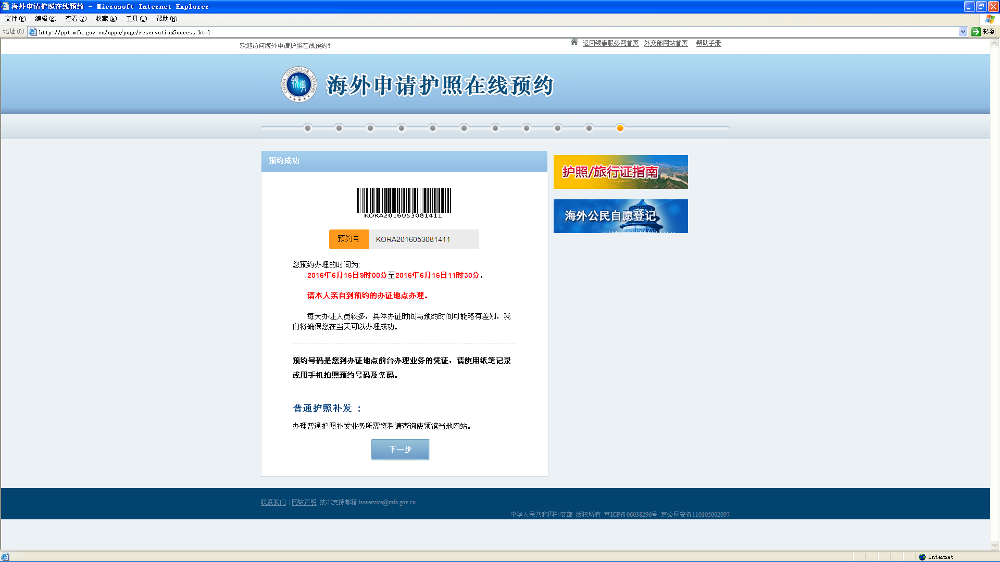 海外申请护照在线预约 - Microsoft Internet Explorer
文件(F) 编辑(E) 查看(V) 收藏(A) 工具(T) 帮助(H)
地址(D) http://ppt.mfa.gov.cn/appo/page/reservationSuccess.html 转到
欢迎访问海外申请护照在线预约! 返回领事服务网首页 外交部网站首页 帮助手册
CHINA·CONSULAR·AFFAIRS
领事
海外申请护照在线预约
预约成功
KORA2016053081411
预约号 KORA2016053081411
您预约办理的时间为:
2016年6月16日9时00分至2016年6月16日11时30分。
请本人亲自到预约的办证地点办理。
每天办证人员较多，具体办证时间与预约时间可能略有差别，我
们将确保您在当天可以办理成功。
预约号码是您到办证地点前台办理业务的凭证，请使用纸笔记录
或用手机拍照预约号码及条码。
普通护照补发 ：
办理普通护照补发业务所需资料请查询使领馆当地网站。
下一步
护照/旅行证指南
海外公民自愿登记
联系我们 | 网站声明 技术支持邮箱:lssservice@mfa.gov.cn
中华人民共和国外交部 版权所有 京ICP备06038296号 京公网安备110105002097
Internet